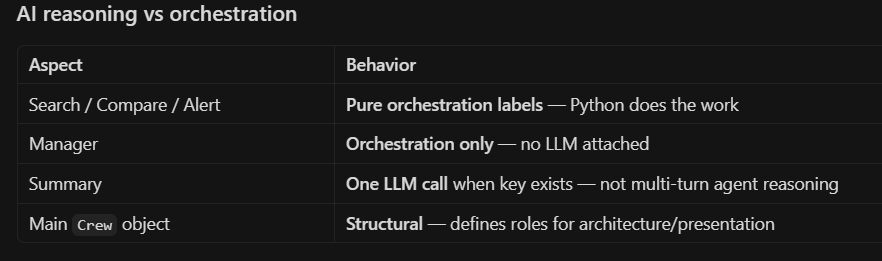 AI reasoning vs orchestration
Aspect Behavior
Search / Compare / Alert Pure orchestration labels — Python does the work
Manager Orchestration only — no LLM attached
Summary One LLM call when key exists — not multi-turn agent reasoning
Main Crew object Structural — defines roles for architecture/presentation